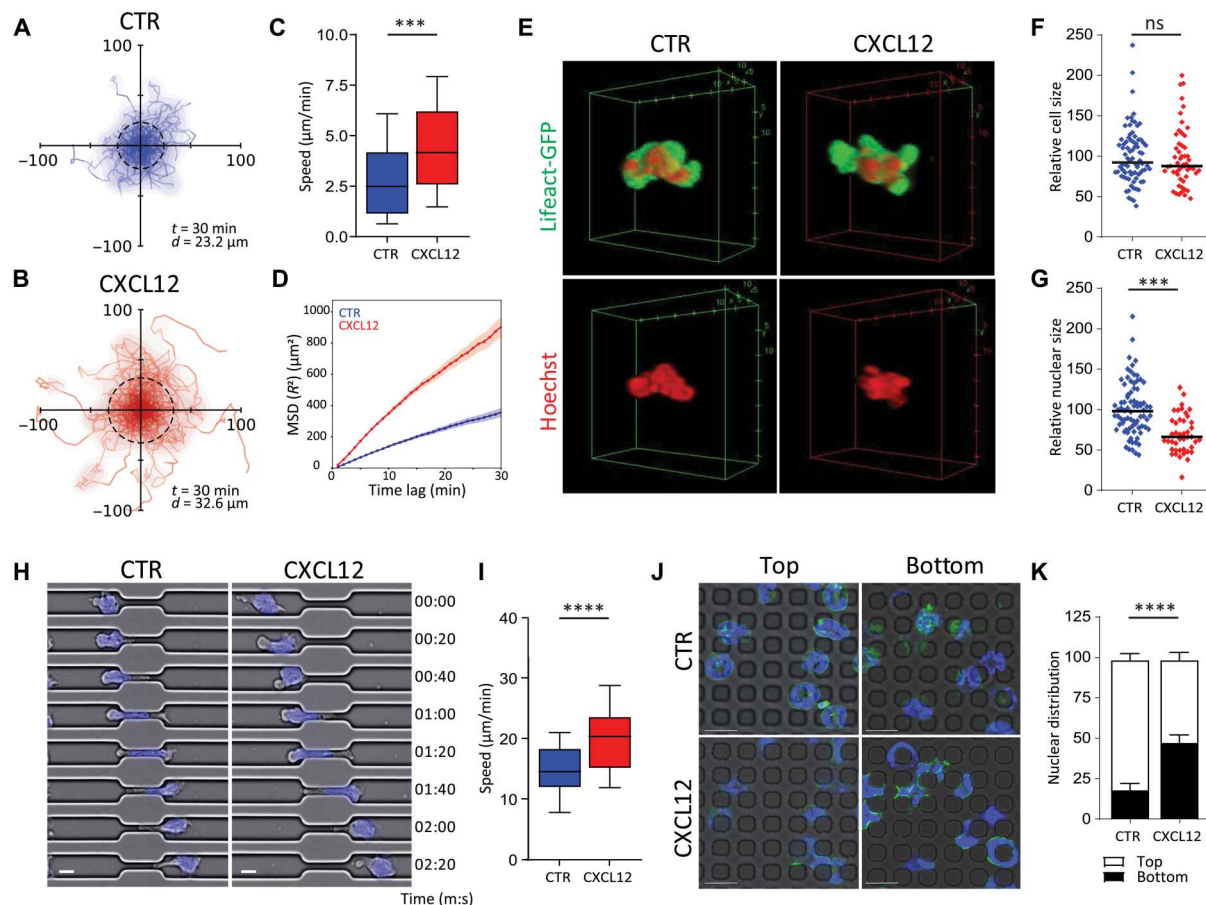 A
CTR
100
−100
100
−100
t = 30 min
d = 23.2 µm
B
CXCL12
100
−100
100
−100
t = 30 min
d = 32.6 µm
C
***
10.0
7.5
5.0
2.5
0.0
Speed (µm/min)
CTR
CXCL12
D
CTR
CXCL12
1000
800
600
400
200
0
MSD (R²) (µm²)
0
10
20
30
Time lag (min)
E
CTR
CXCL12
Lifeact-GFP
Hoechst
F
ns
250
200
150
100
50
0
Relative cell size
CTR
CXCL12
G
***
250
200
150
100
50
0
Relative nuclear size
CTR
CXCL12
H
CTR
CXCL12
00:00
00:20
00:40
01:00
01:20
01:40
02:00
02:20
Time (m:s)
I
****
40
30
20
10
0
Speed (µm/min)
CTR
CXCL12
J
Top
Bottom
CTR
CXCL12
K
****
125
100
75
50
25
0
Nuclear distribution
CTR
CXCL12
Top
Bottom